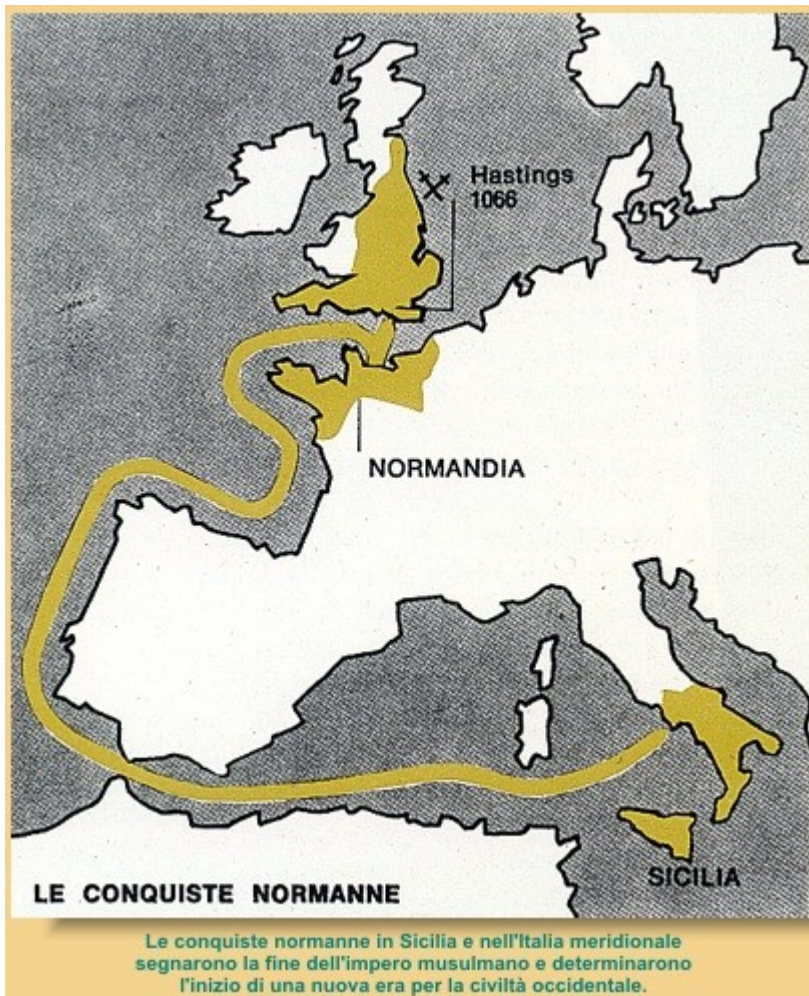 Hastings
1066
NORMANDIA
SICILIA
LE CONQUISTE NORMANNE
Le conquiste normanne in Sicilia e nell'Italia meridionale
segnarono la fine dell'impero musulmano e determinarono
l'inizio di una nuova era per la civiltà occidentale.